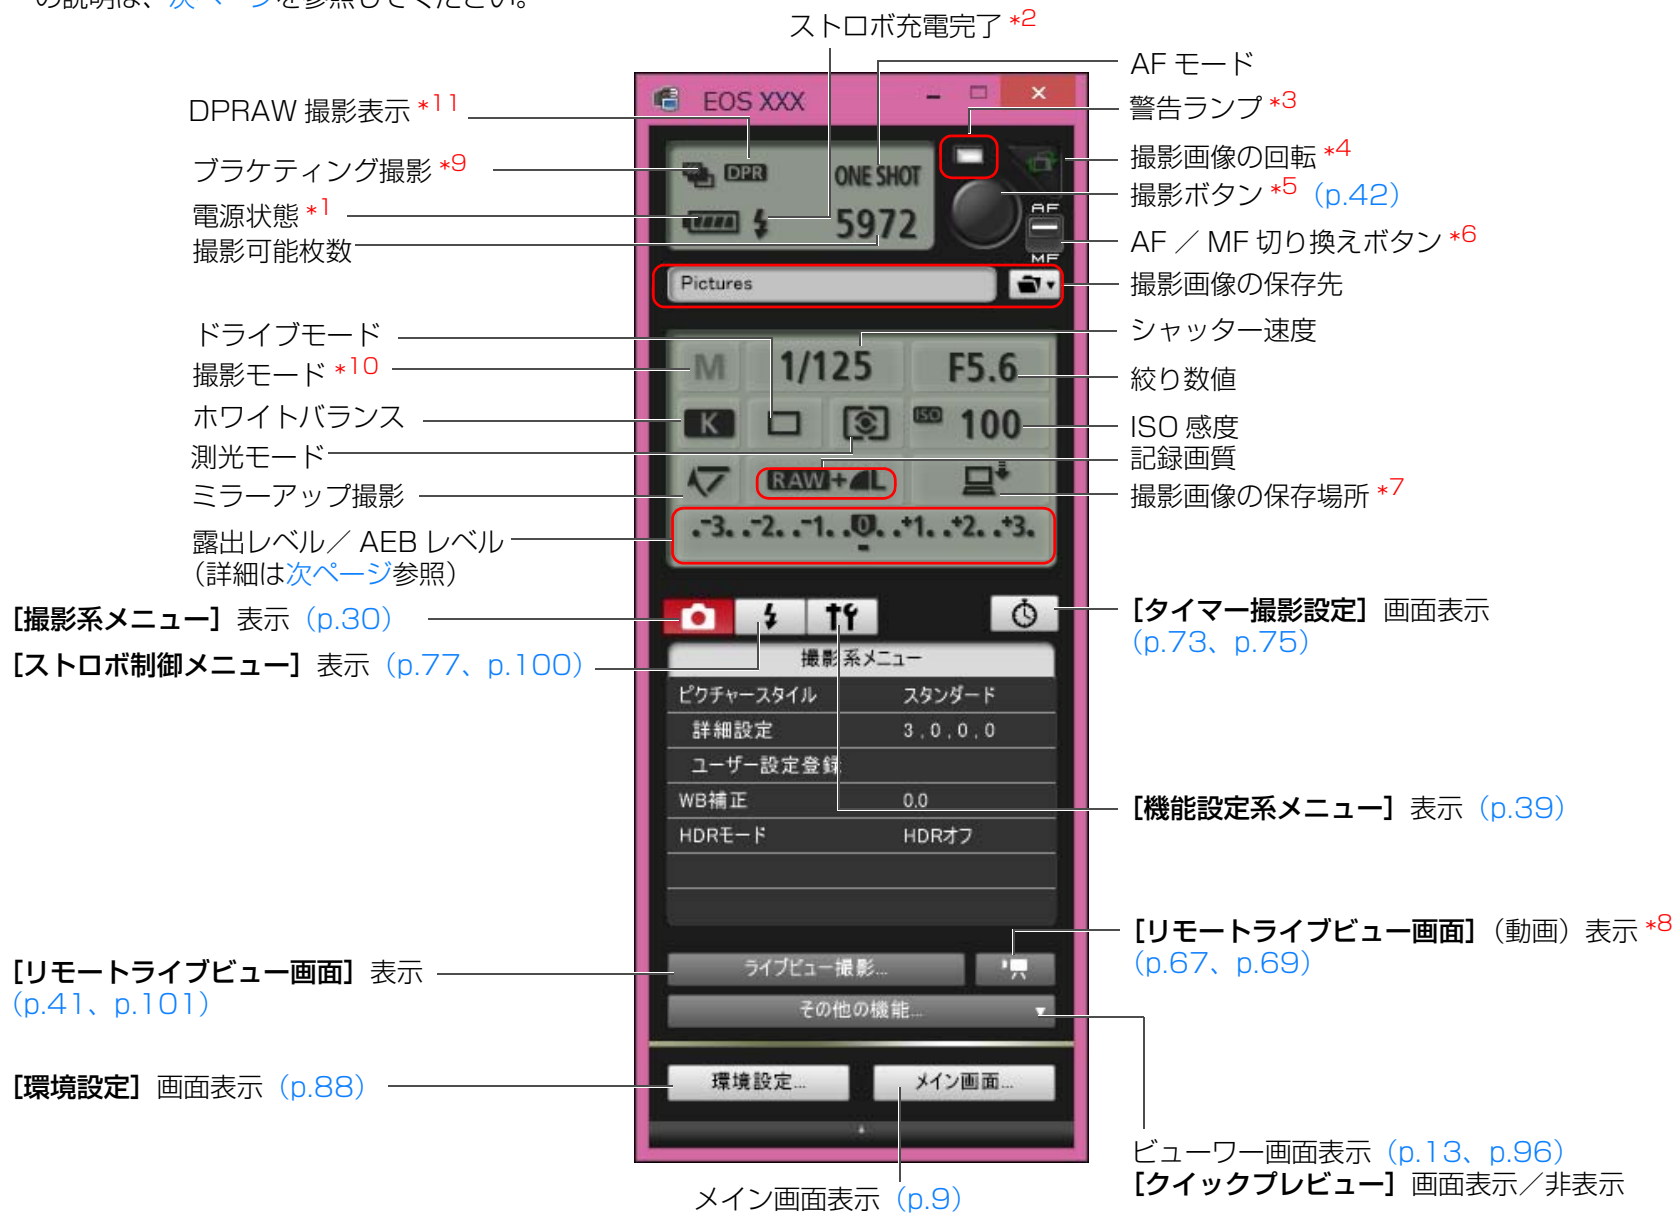 の説明は、次ページを参照してください。
ストロボ充電完了 *2
AF モード
警告ランプ *3
撮影画像の回転 *4
撮影ボタン *5 (p.42)
AF / MF 切り換えボタン *6
撮影画像の保存先
シャッター速度
絞り数値
ISO 感度
記録画質
撮影画像の保存場所 *7
DPRAW 撮影表示 *11
ブラケティング撮影 *9
電源状態 *1
撮影可能枚数
ドライブモード
撮影モード *10
ホワイトバランス
測光モード
ミラーアップ撮影
露出レベル/ AEB レベル
(詳細は次ページ参照)
[撮影系メニュー] 表示 (p.30)
[ストロボ制御メニュー] 表示 (p.77、p.100)
[タイマー撮影設定] 画面表示
(p.73、p.75)
[機能設定系メニュー] 表示 (p.39)
[リモートライブビュー画面] (動画) 表示 *8
(p.67、p.69)
[リモートライブビュー画面] 表示
(p.41、p.101)
[環境設定] 画面表示 (p.88)
ビューワー画面表示 (p.13、p.96)
[クイックプレビュー] 画面表示/非表示
メイン画面表示 (p.9)
EOS XXX
DPR ONE SHOT
5972
AF
MF
Pictures
M 1/125 F5.6
K ISO 100
RAW+L
.-3. .-2. .-1. .0. .+1. .+2. .+3.
撮影系メニュー
ピクチャースタイル スタンダード
詳細設定 3 , 0 , 0 , 0
ユーザー設定登録
WB補正 0.0
HDRモード HDRオフ
ライブビュー撮影...
その他の機能...
環境設定...
メイン画面...